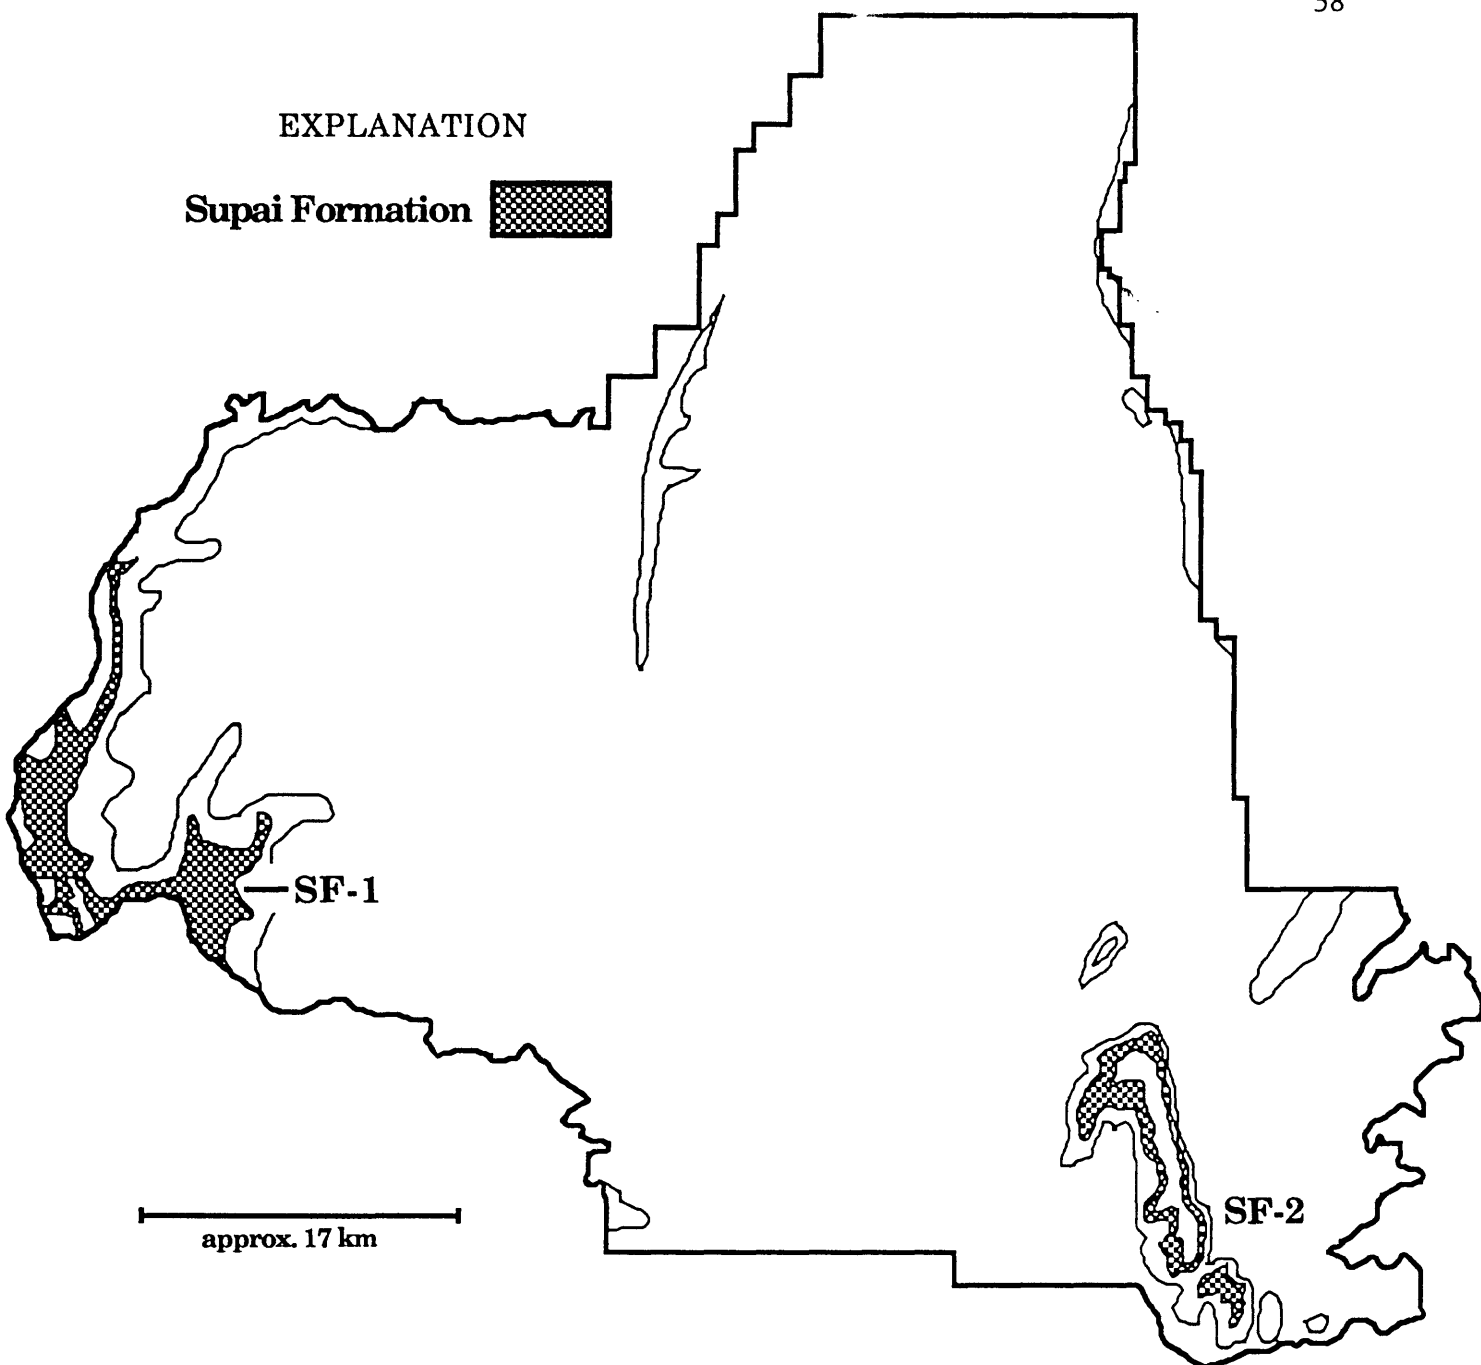 58
EXPLANATION
Supai Formation
SF-1
SF-2
approx. 17 km